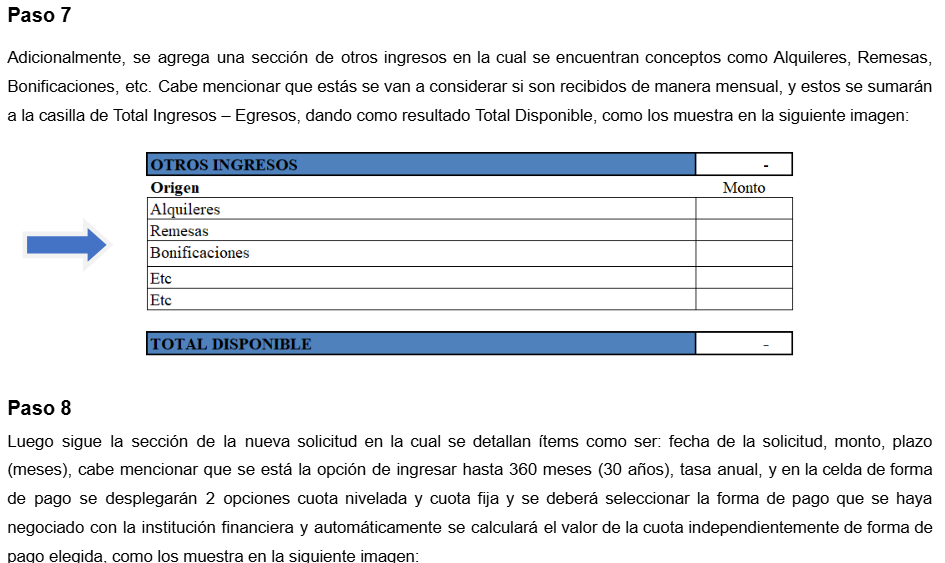 Paso 7
Adicionalmente, se agrega una sección de otros ingresos en la cual se encuentran conceptos como Alquileres, Remesas,
Bonificaciones, etc. Cabe mencionar que estás se van a considerar si son recibidos de manera mensual, y estos se sumarán
a la casilla de Total Ingresos – Egresos, dando como resultado Total Disponible, como los muestra en la siguiente imagen:
OTROS INGRESOS -
Origen Monto
Alquileres
Remesas
Bonificaciones
Etc
Etc
TOTAL DISPONIBLE -
Paso 8
Luego sigue la sección de la nueva solicitud en la cual se detallan ítems como ser: fecha de la solicitud, monto, plazo
(meses), cabe mencionar que se está la opción de ingresar hasta 360 meses (30 años), tasa anual, y en la celda de forma
de pago se desplegarán 2 opciones cuota nivelada y cuota fija y se deberá seleccionar la forma de pago que se haya
negociado con la institución financiera y automáticamente se calculará el valor de la cuota independientemente de forma de
pago elegida, como los muestra en la siguiente imagen: